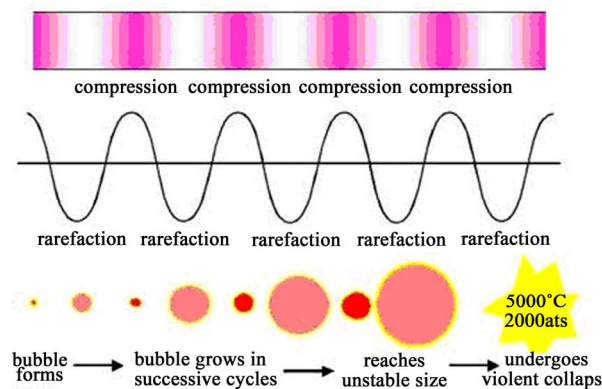 compression compression compression compression
rarefaction rarefaction rarefaction rarefaction rarefaction
5000°C
2000ats
bubble forms
bubble grows in successive cycles
reaches unstable size
undergoes violent collaps